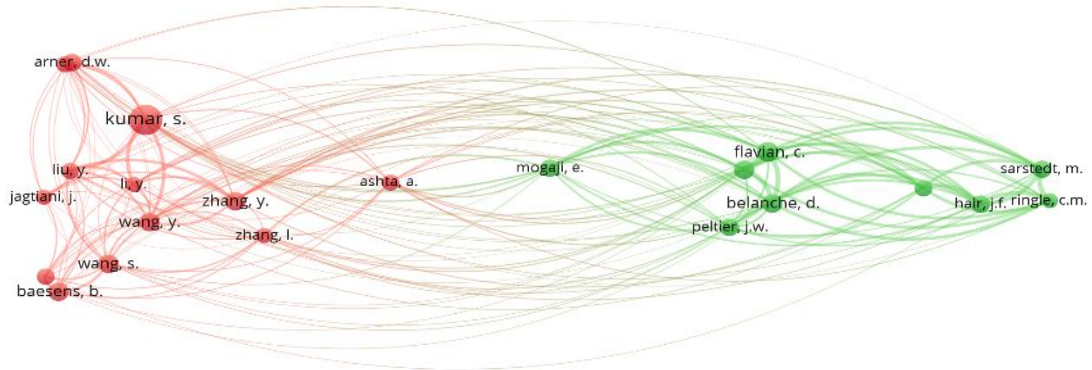 arner, d.w.
kumar, s.
liu, y.
li, y.
jagtiani, j.
wang, y.
zhang, y.
zhang, l.
wang, s.
baesens, b.
ashta, a.
mogaji, e.
flavian, c.
belanche, d.
peltier, j.w.
sarstedt, m.
hair, j.f.
ringle, c.m.